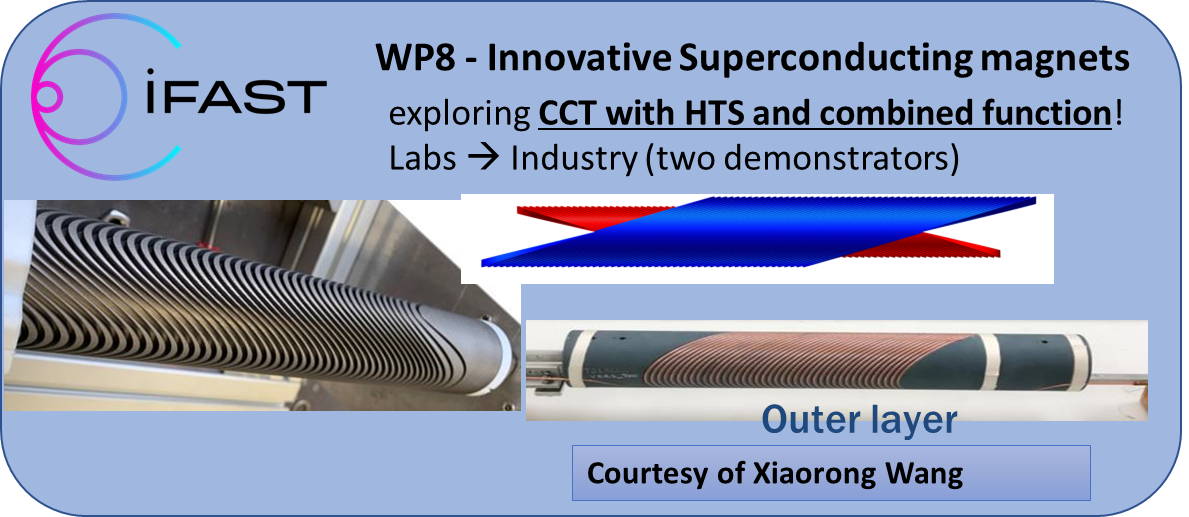 iFAST
WP8 - Innovative Superconducting magnets
exploring CCT with HTS and combined function!
Labs → Industry (two demonstrators)
Outer layer
Courtesy of Xiaorong Wang